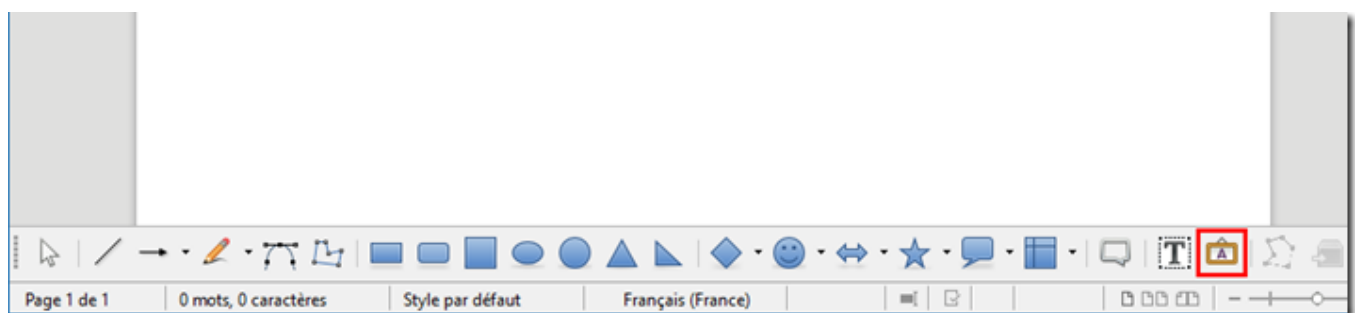 T A
Page 1 de 1 0 mots, 0 caractères Style par défaut Français (France)